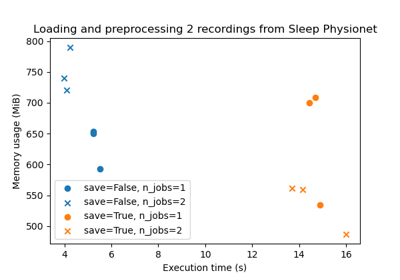 Loading and preprocessing 2 recordings from Sleep Physionet
800
750
700
650
600
550
500
Memory usage (MiB)
save=False, n_jobs=1
save=False, n_jobs=2
save=True, n_jobs=1
save=True, n_jobs=2
4 6 8 10 12 14 16
Execution time (s)